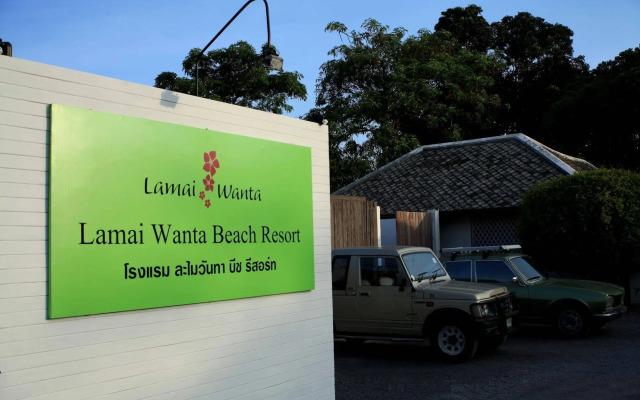 Lamai Wanta
Lamai Wanta Beach Resort
โรงแรม ละไมวันทา บีช รีสอร์ท